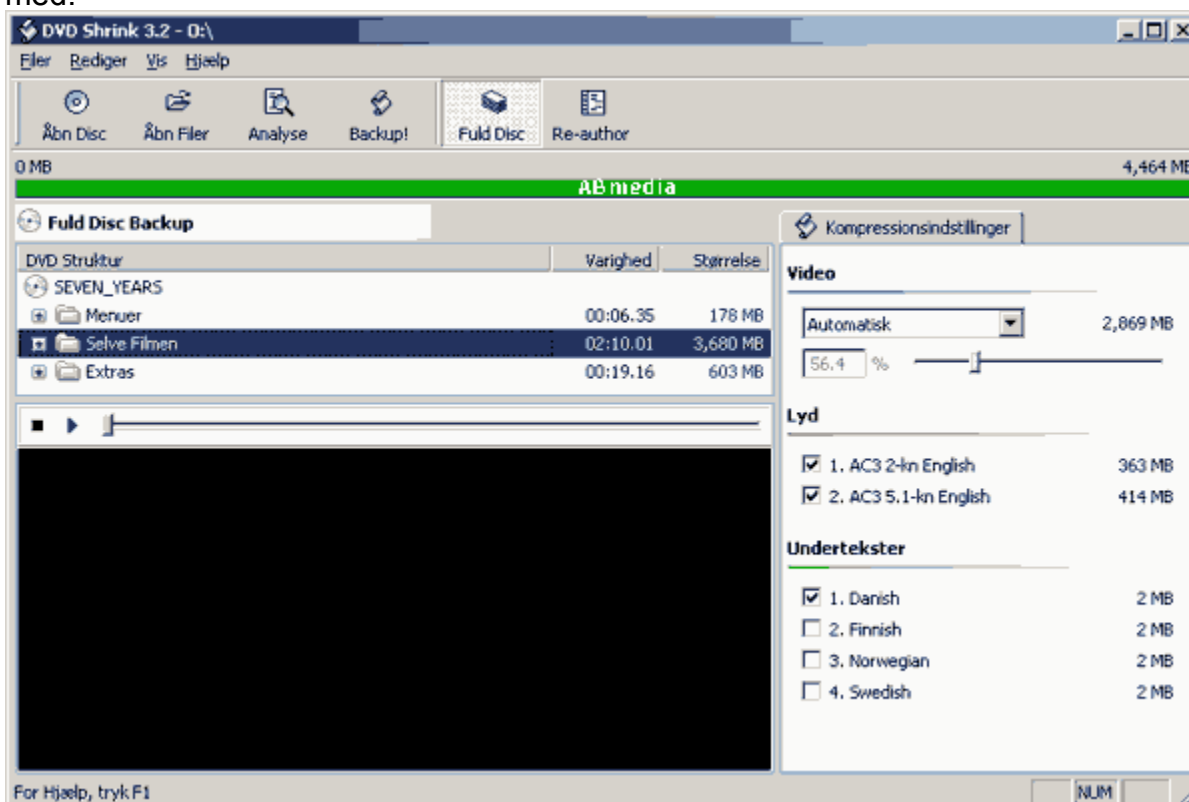 med.
DVD Shrink 3.2 - O:\
Filer Rediger Vis Hjælp
Åbn Disc Åbn Filer Analyse Backup! Fuld Disc Re-author
0 MB 4,464 MB
ABmedia
Fuld Disc Backup
Kompressionsindstillinger
DVD Struktur Varighed Størrelse
SEVEN_YEARS
Menuer 00:06.35 178 MB
Selve Filmen 02:10.01 3,680 MB
Extras 00:19.16 603 MB
Video
Automatisk 2,869 MB
56.4 %
Lyd
1. AC3 2-kn English 363 MB
2. AC3 5.1-kn English 414 MB
Undertekster
1. Danish 2 MB
2. Finnish 2 MB
3. Norwegian 2 MB
4. Swedish 2 MB
For Hjælp, tryk F1 NUM